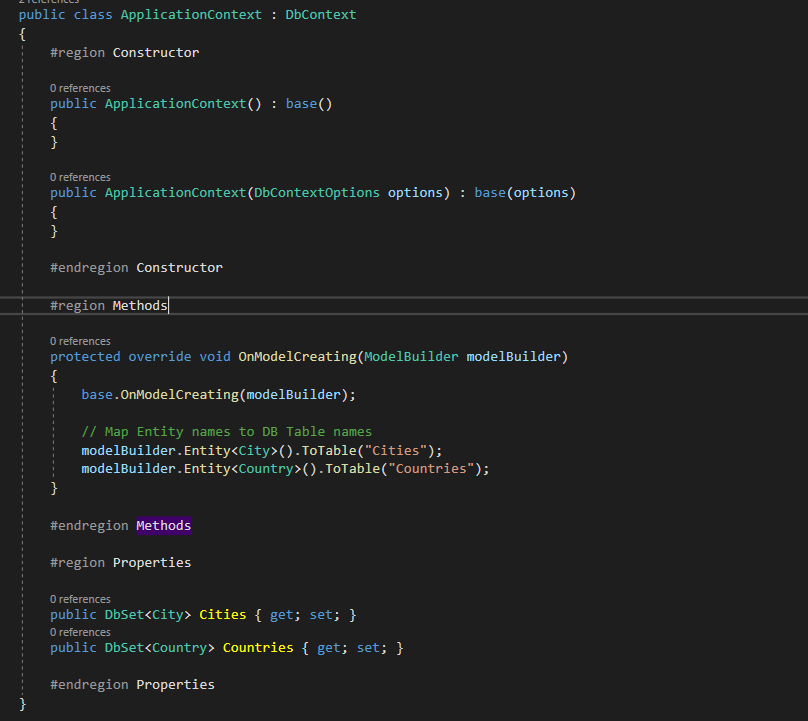 2 references
public class ApplicationContext : DbContext
{
#region Constructor
0 references
public ApplicationContext() : base()
{
}
0 references
public ApplicationContext(DbContextOptions options) : base(options)
{
}
#endregion Constructor
#region Methods
0 references
protected override void OnModelCreating(ModelBuilder modelBuilder)
{
base.OnModelCreating(modelBuilder);
// Map Entity names to DB Table names
modelBuilder.Entity<City>().ToTable("Cities");
modelBuilder.Entity<Country>().ToTable("Countries");
}
#endregion Methods
#region Properties
0 references
public DbSet<City> Cities { get; set; }
0 references
public DbSet<Country> Countries { get; set; }
#endregion Properties
}